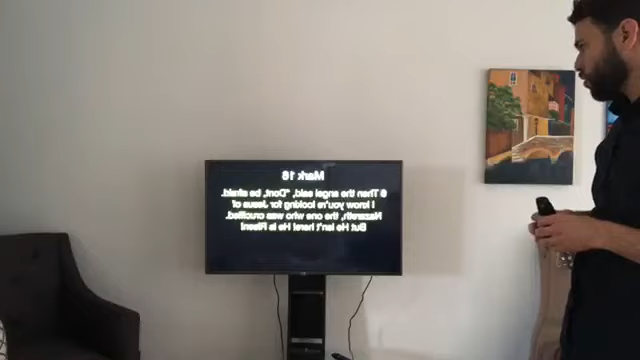 Mark 16
6 Then the angel said, "Dont, be afraid.
I know you're looking for Jesus of
Nazareth, the one who was crucified.
But He isn't here! He is Risen!